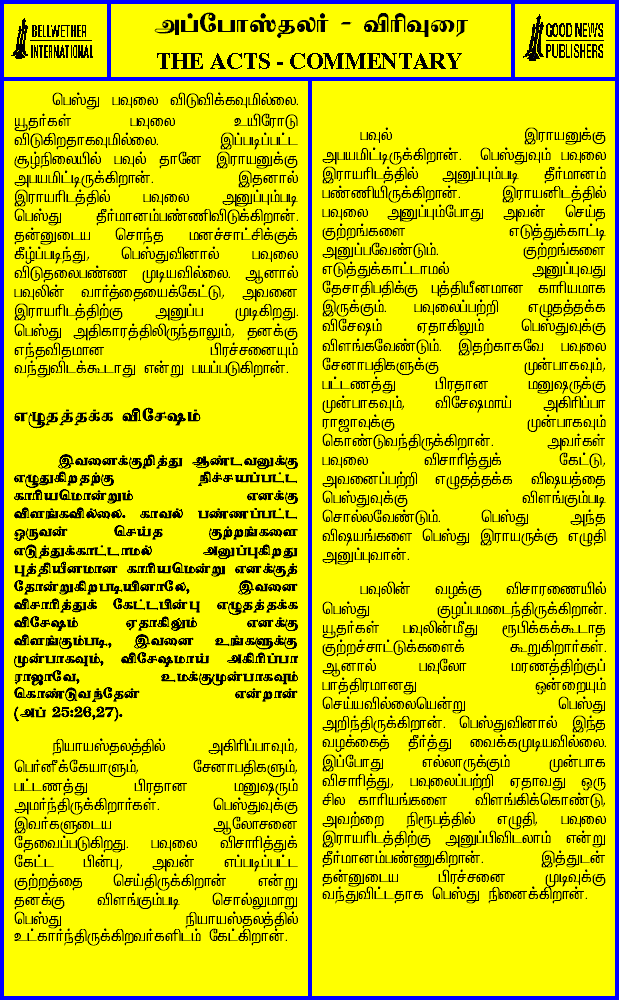 BELLWETHER
INTERNATIONAL
அப்போஸ்தலர் - விரிவுரை
THE ACTS - COMMENTARY
GOOD NEWS
PUBLISHERS
பெஸ்து பவுலை விடுவிக்கவுமில்லை.
யூதர்கள் பவுலை உயிரோடு
விடுகிறதாகவுமில்லை. இப்படிப்பட்ட
சூழ்நிலையில் பவுல் தானே இராயனுக்கு
அபயமிட்டிருக்கிறான். இதனால்
இராயரிடத்தில் பவுலை அனுப்பும்படி
பெஸ்து தீர்மானம்பண்ணிவிடுக்கிறான்.
தன்னுடைய சொந்த மனச்சாட்சிக்குக்
கீழ்ப்படிந்து, பெஸ்துவினால் பவுலை
விடுதலைபண்ண முடியவில்லை. ஆனால்
பவுலின் வார்த்தையைக்கேட்டு, அவனை
இராயரிடத்திற்கு அனுப்ப முடிகிறது.
பெஸ்து அதிகாரத்திலிருந்தாலும், தனக்கு
எந்தவிதமான பிரச்சனையும்
வந்துவிடக்கூடாது என்று பயப்படுகிறான்.
எழுதத்தக்க விசேஷம்
இவனைக்குறித்து ஆண்டவனுக்கு
எழுதுகிறதற்கு நிச்சயப்பட்ட
காரியமொன்றும் எனக்கு
விளங்கவில்லை. காவல் பண்ணப்பட்ட
ஒருவன் செய்த குற்றங்களை
எடுத்துக்காட்டாமல் அனுப்புகிறது
புத்தியீனமான காரியமென்று எனக்குத்
தோன்றுகிறபடியினாலே, இவனை
விசாரித்துக் கேட்டபின்பு எழுதத்தக்க
விசேஷம் ஏதாகிலும் எனக்கு
விளங்கும்படி, இவனை உங்களுக்கு
முன்பாகவும், விசேஷமாய் அகிரிப்பா
ராஜாவே, உமக்குமுன்பாகவும்
கொண்டுவந்தேன் என்றான்
(அப் 25:26,27).
நியாயஸ்தலத்தில் அகிரிப்பாவும்,
பெர்னீக்கேயாளும், சேனாபதிகளும்,
பட்டணத்து பிரதான மனுஷரும்
அமர்ந்திருக்கிறார்கள். பெஸ்துவுக்கு
இவர்களுடைய ஆலோசனை
தேவைப்படுகிறது. பவுலை விசாரித்துக்
கேட்ட பின்பு, அவன் எப்படிப்பட்ட
குற்றத்தை செய்திருக்கிறான் என்று
தனக்கு விளங்கும்படி சொல்லுமாறு
பெஸ்து நியாயஸ்தலத்தில்
உட்கார்ந்திருக்கிறவர்களிடம் கேட்கிறான்.
பவுல் இராயனுக்கு
அபயமிட்டிருக்கிறான். பெஸ்துவும் பவுலை
இராயரிடத்தில் அனுப்பும்படி தீர்மானம்
பண்ணியிருக்கிறான். இராயனிடத்தில்
பவுலை அனுப்பும்போது அவன் செய்த
குற்றங்களை எடுத்துக்காட்டி
அனுப்பவேண்டும். குற்றங்களை
எடுத்துக்காட்டாமல் அனுப்புவது
தேசாதிபதிக்கு புத்தியீனமான காரியமாக
இருக்கும். பவுலைப்பற்றி எழுதத்தக்க
விசேஷம் ஏதாகிலும் பெஸ்துவுக்கு
விளங்கவேண்டும். இதற்காகவே பவுலை
சேனாபதிகளுக்கு முன்பாகவும்,
பட்டணத்து பிரதான மனுஷருக்கு
முன்பாகவும், விசேஷமாய் அகிரிப்பா
ராஜாவுக்கு முன்பாகவும்
கொண்டுவந்திருக்கிறான். அவர்கள்
பவுலை விசாரித்துக் கேட்டு,
அவனைப்பற்றி எழுதத்தக்க விஷயத்தை
பெஸ்துவுக்கு விளங்கும்படி
சொல்லவேண்டும். பெஸ்து அந்த
விஷயங்களை பெஸ்து இராயருக்கு எழுதி
அனுப்புவான்.
பவுலின் வழக்கு விசாரணையில்
பெஸ்து குழப்பமடைந்திருக்கிறான்.
யூதர்கள் பவுலின்மீது ரூபிக்கக்கூடாத
குற்றச்சாட்டுக்களைக் கூறுகிறார்கள்.
ஆனால் பவுலோ மரணத்திற்குப்
பாத்திரமானது ஒன்றையும்
செய்யவில்லையென்று பெஸ்து
அறிந்திருக்கிறான். பெஸ்துவினால் இந்த
வழக்கைத் தீர்த்து வைக்கமுடியவில்லை.
இப்போது எல்லாருக்கும் முன்பாக
விசாரித்து, பவுலைப்பற்றி ஏதாவது ஒரு
சில காரியங்களை விளங்கிக்கொண்டு,
அவற்றை நிரூபத்தில் எழுதி, பவுலை
இராயரிடத்திற்கு அனுப்பிவிடலாம் என்று
தீர்மானம்பண்ணுகிறான். இத்துடன்
தன்னுடைய பிரச்சனை முடிவுக்கு
வந்துவிட்டதாக பெஸ்து நினைக்கிறான்.